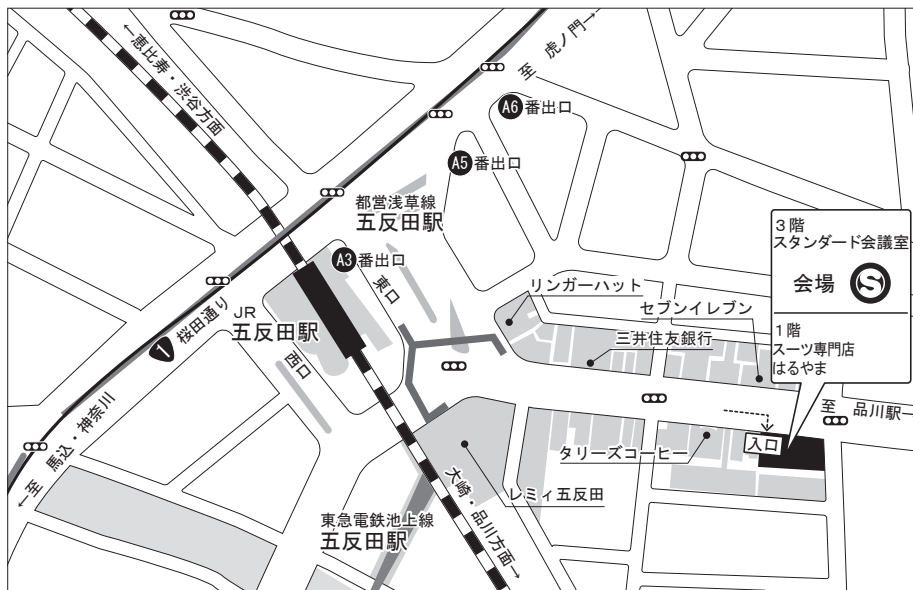 ←恵比寿・渋谷方面
至 虎ノ門→
A6番出口
A5番出口
都営浅草線
五反田駅
A3番出口
東口
JR
五反田駅
西口
1
桜田通り
←至 馬込・神奈川
リンガーハット
セブンイレブン
三井住友銀行
3階
スタンダード会議室
会場 S
1階
スーツ専門店
はるやま
至 品川駅→
入口
タリーズコーヒー
レミィ五反田
大崎・品川方面→
東急電鉄池上線
五反田駅